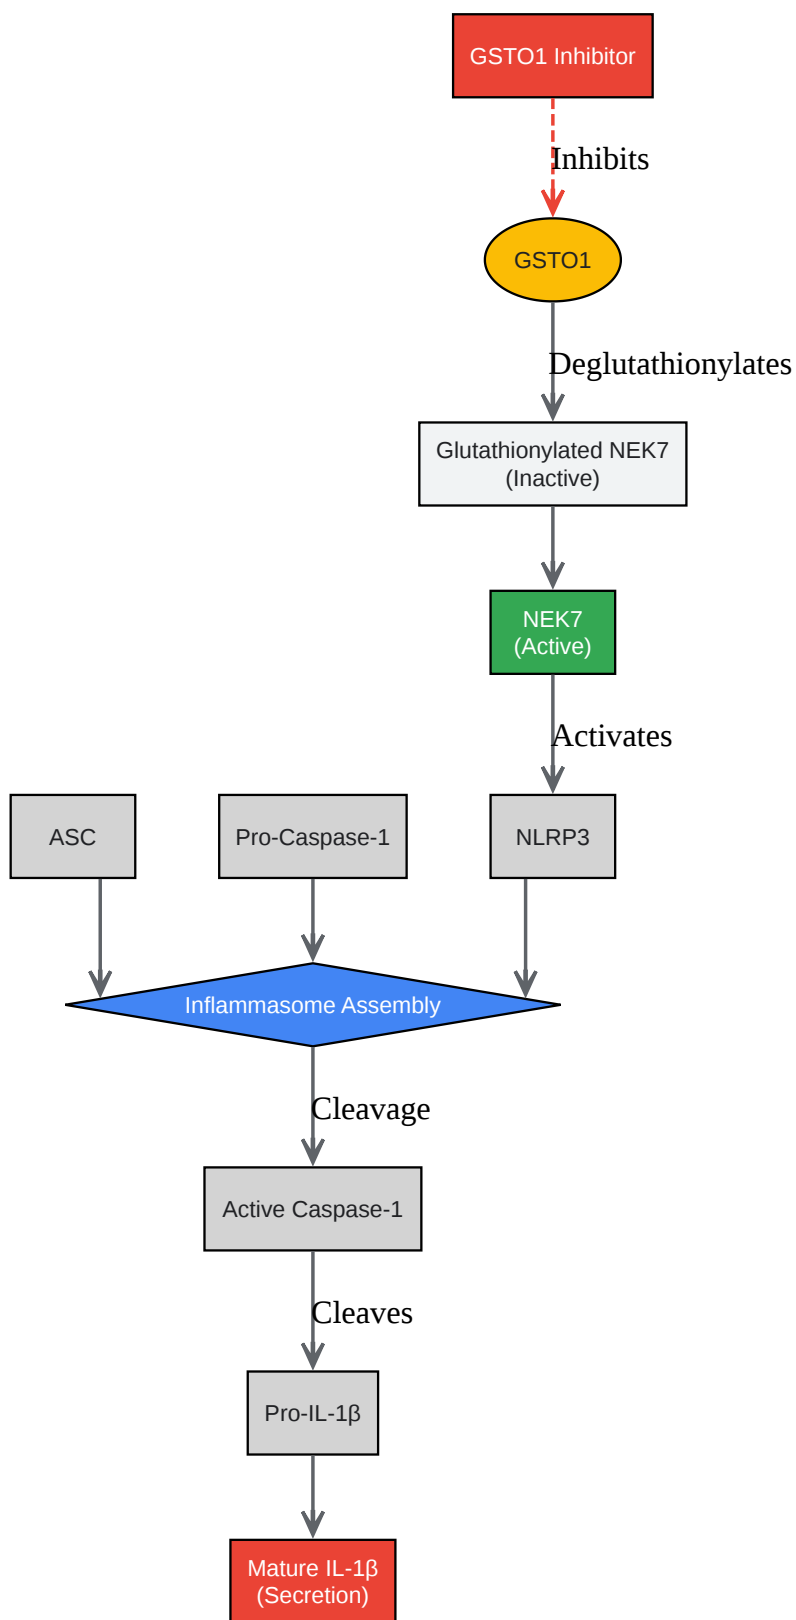 GSTO1 Inhibitor
Inhibits
GSTO1
Deglutathionylates
Glutathionylated NEK7
(Inactive)
NEK7
(Active)
Activates
ASC
Pro-Caspase-1
NLRP3
Inflammasome Assembly
Cleavage
Active Caspase-1
Cleaves
Pro-IL-1β
Mature IL-1β
(Secretion)